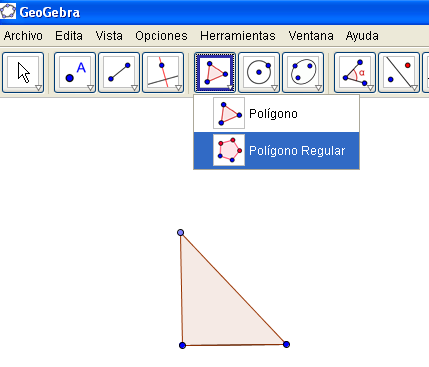 GeoGebra
Archivo Edita Vista Opciones Herramientas Ventana Ayuda
A α
Polígono
Polígono Regular